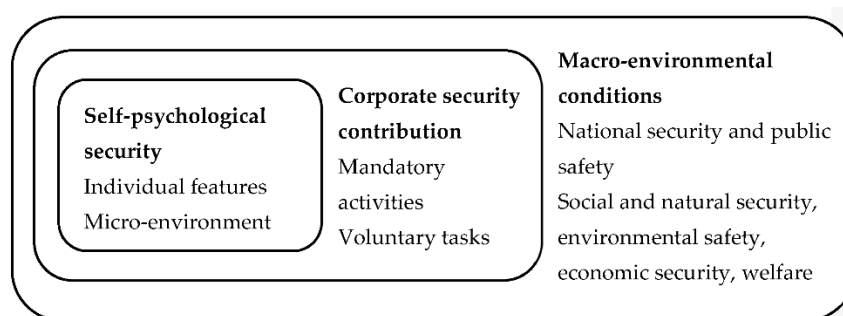 Self-psychological
security
Individual features
Micro-environment
Corporate security
contribution
Mandatory
activities
Voluntary tasks
Macro-environmental
conditions
National security and public
safety
Social and natural security,
environmental safety,
economic security, welfare